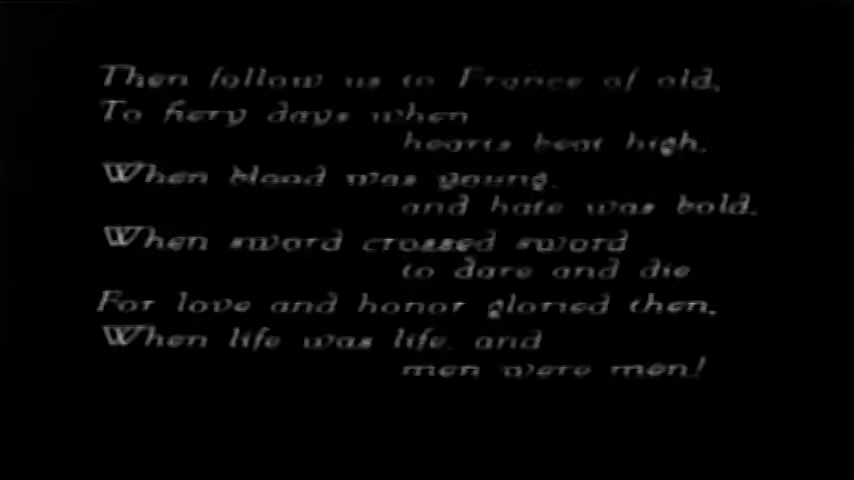 Then follow us to France of old,
To fiery days when
hearts beat high,
When blood was young,
and hate was bold,
When sword crossed sword
to dare and die
For love and honor gloried then,
When life was life, and
men were men!